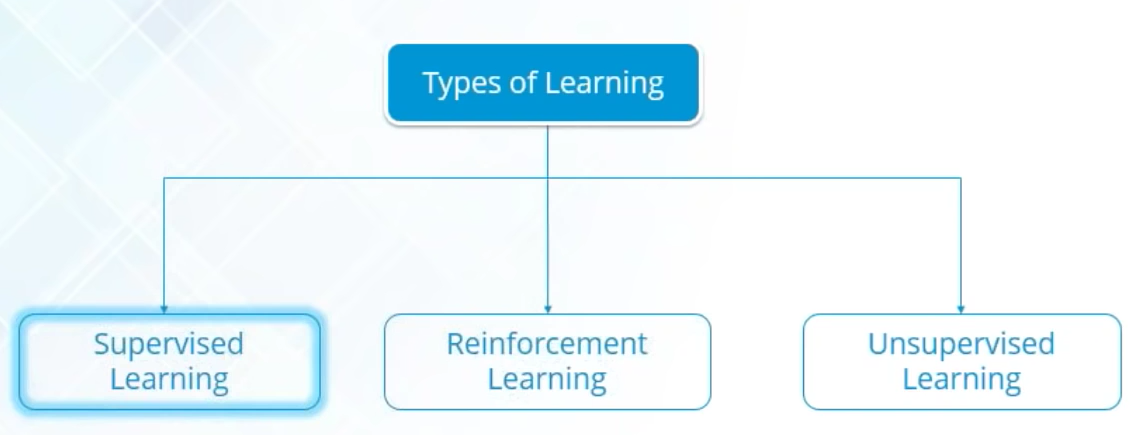 Types of Learning
Supervised
Learning
Reinforcement
Learning
Unsupervised
Learning